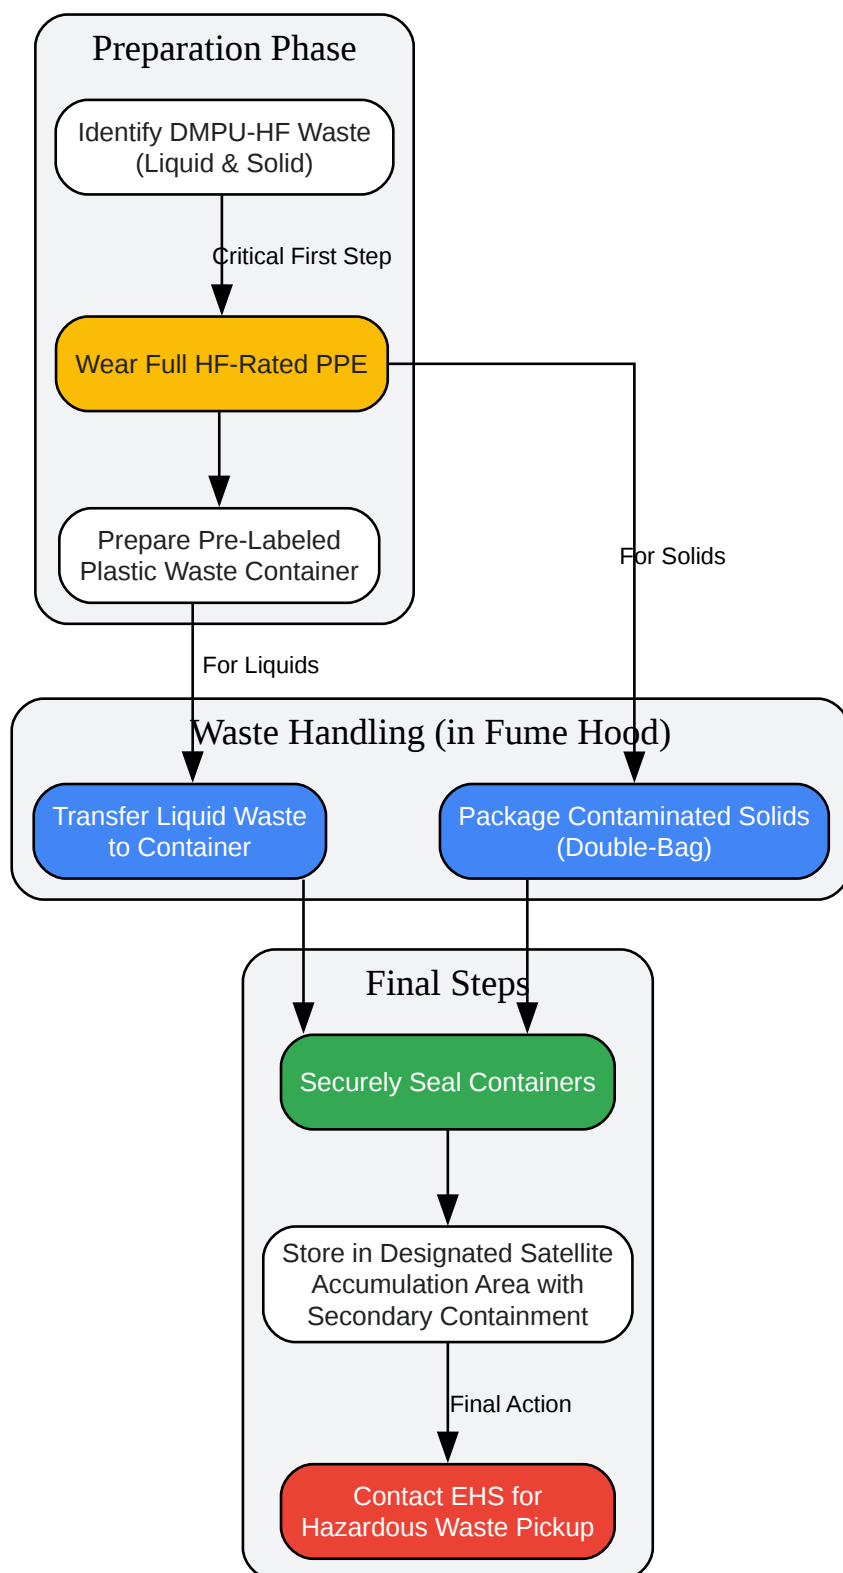 Preparation Phase
Identify DMPU-HF Waste
(Liquid & Solid)
Critical First Step
Wear Full HF-Rated PPE
Prepare Pre-Labeled
Plastic Waste Container
For Solids
For Liquids
Waste Handling (in Fume Hood)
Transfer Liquid Waste
to Container
Package Contaminated Solids
(Double-Bag)
Final Steps
Securely Seal Containers
Store in Designated Satellite
Accumulation Area with
Secondary Containment
Final Action
Contact EHS for
Hazardous Waste Pickup